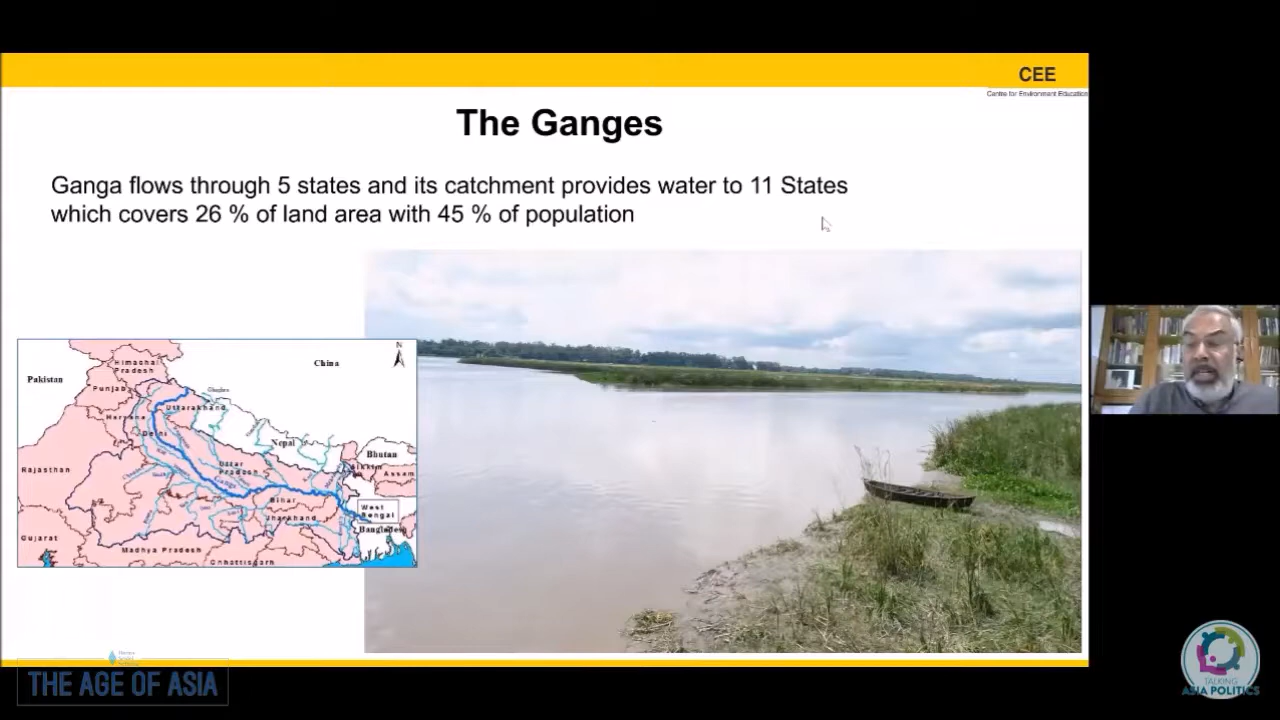 CEE
Centre for Environment Education
The Ganges
Ganga flows through 5 states and its catchment provides water to 11 States
which covers 26 % of land area with 45 % of population
N
China
Himachal
Pradesh
Pakistan
Punjab
Uttarakhand
Haryana
Delhi
Nepal
Bhutan
Rajasthan
Uttar
Pradesh
Assam
Ganga
Bihar
West
Bengal
Jharkhand
Bangladesh
Gujarat
Madhya Pradesh
Chhattisgarh
THE AGE OF ASIA
TALKING
ASIA POLITICS